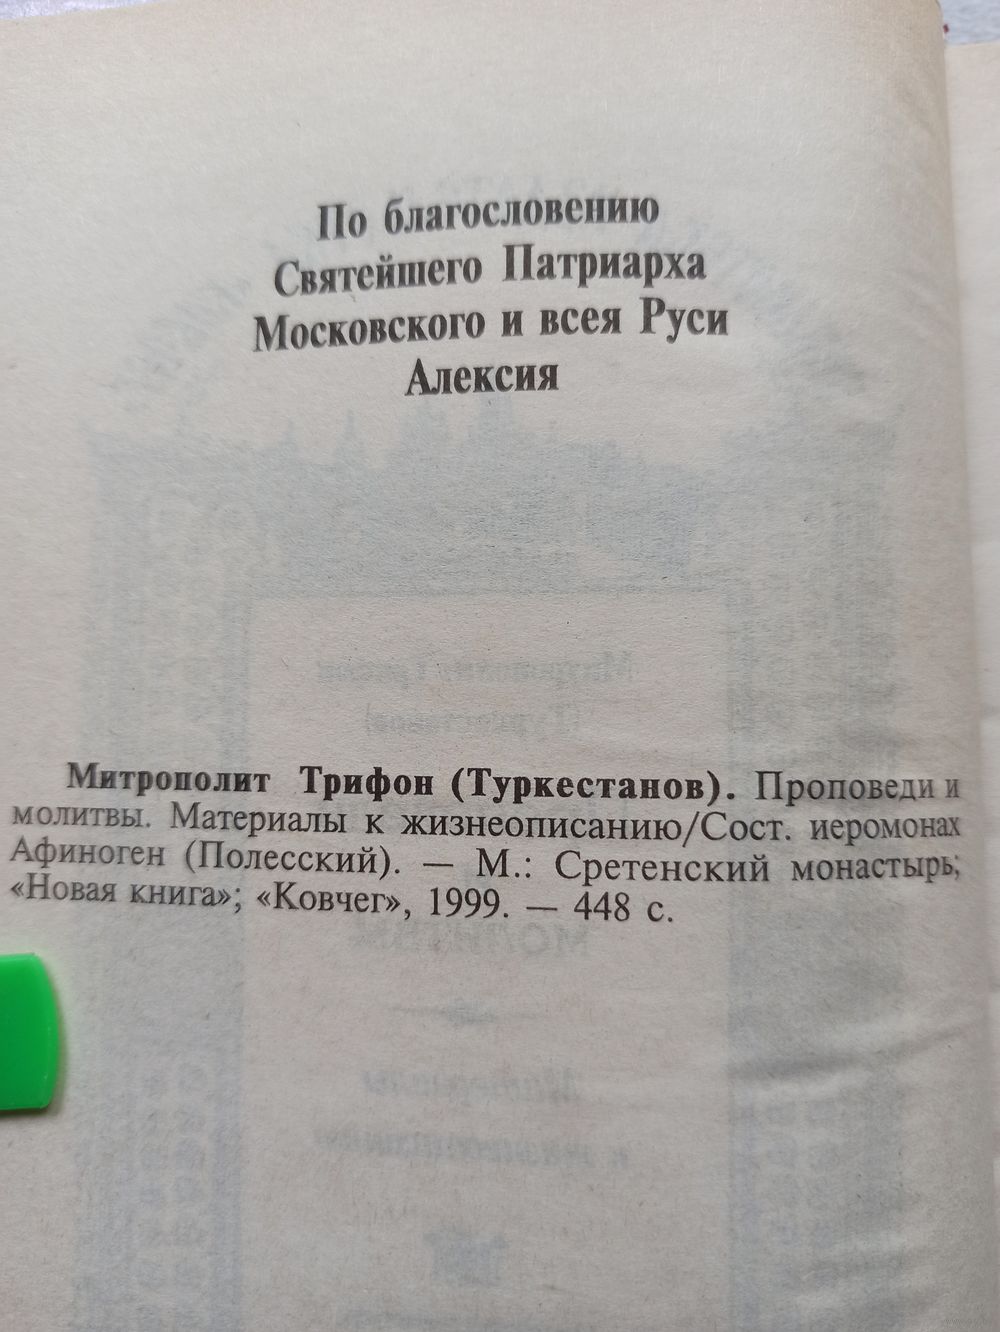 По благословению
Святейшего Патриарха
Московского и всея Руси
Алексия
Митрополит Трифон (Туркестанов). Проповеди и
молитвы. Материалы к жизнеописанию/Сост. иеромонах
Афиноген (Полесский). — М.: Сретенский монастырь;
«Новая книга»; «Ковчег», 1999. — 448 с.